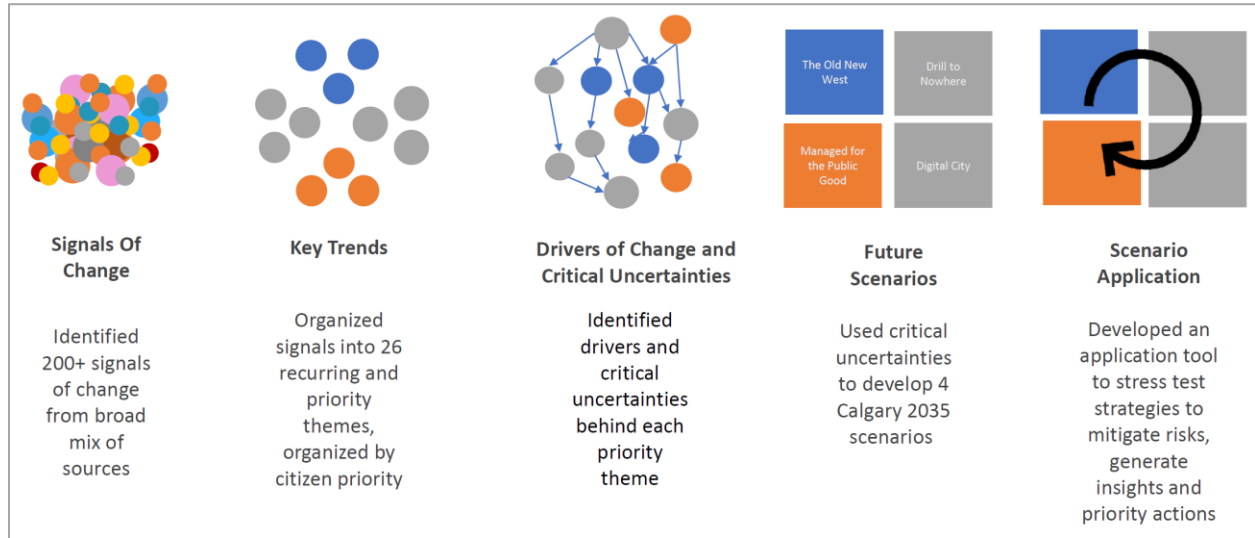 The Old New
West
Drill to
Nowhere
Managed for
the Public
Good
Digital City
Signals Of
Change
Identified
200+ signals
of change
from broad
mix of
sources
Key Trends
Organized
signals into 26
recurring and
priority
themes,
organized by
citizen priority
Drivers of Change and
Critical Uncertainties
Identified
drivers and
critical
uncertainties
behind each
priority
theme
Future
Scenarios
Used critical
uncertainties
to develop 4
Calgary 2035
scenarios
Scenario
Application
Developed an
application tool
to stress test
strategies to
mitigate risks,
generate
insights and
priority actions